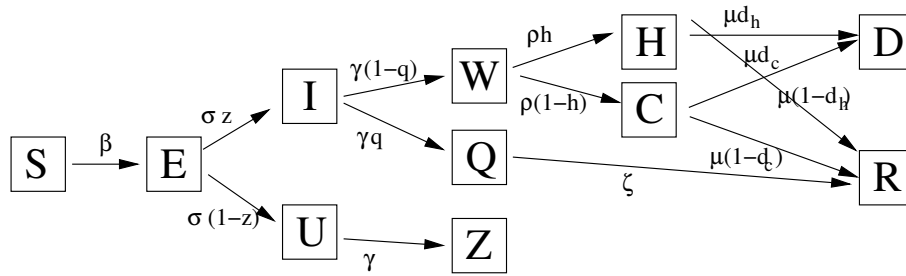 μd_h
ρh
H
D
μd_c
γ(1−q)
W
I
ρ(1−h)
C
μ(1−d_h)
σ z
γq
β
S
E
Q
μ(1−d_c)
R
ζ
σ (1−z)
U
Z
γ